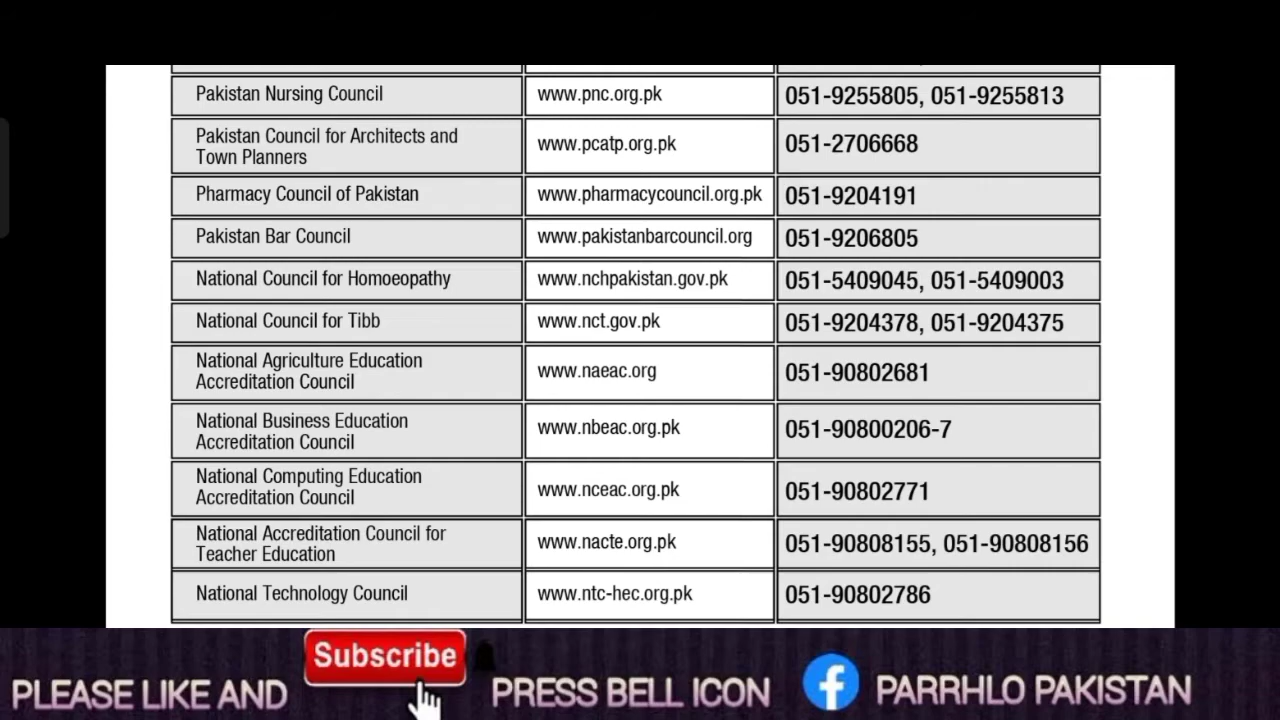 Pakistan Nursing Council www.pnc.org.pk 051-9255805, 051-9255813
Pakistan Council for Architects and
Town Planners www.pcatp.org.pk 051-2706668
Pharmacy Council of Pakistan www.pharmacycouncil.org.pk 051-9204191
Pakistan Bar Council www.pakistanbarcouncil.org 051-9206805
National Council for Homoeopathy www.nchpakistan.gov.pk 051-5409045, 051-5409003
National Council for Tibb www.nct.gov.pk 051-9204378, 051-9204375
National Agriculture Education
Accreditation Council www.naeac.org 051-90802681
National Business Education
Accreditation Council www.nbeac.org.pk 051-90800206-7
National Computing Education
Accreditation Council www.nceac.org.pk 051-90802771
National Accreditation Council for
Teacher Education www.nacte.org.pk 051-90808155, 051-90808156
National Technology Council www.ntc-hec.org.pk 051-90802786
PLEASE LIKE AND Subscribe PRESS BELL ICON PARRHLO PAKISTAN